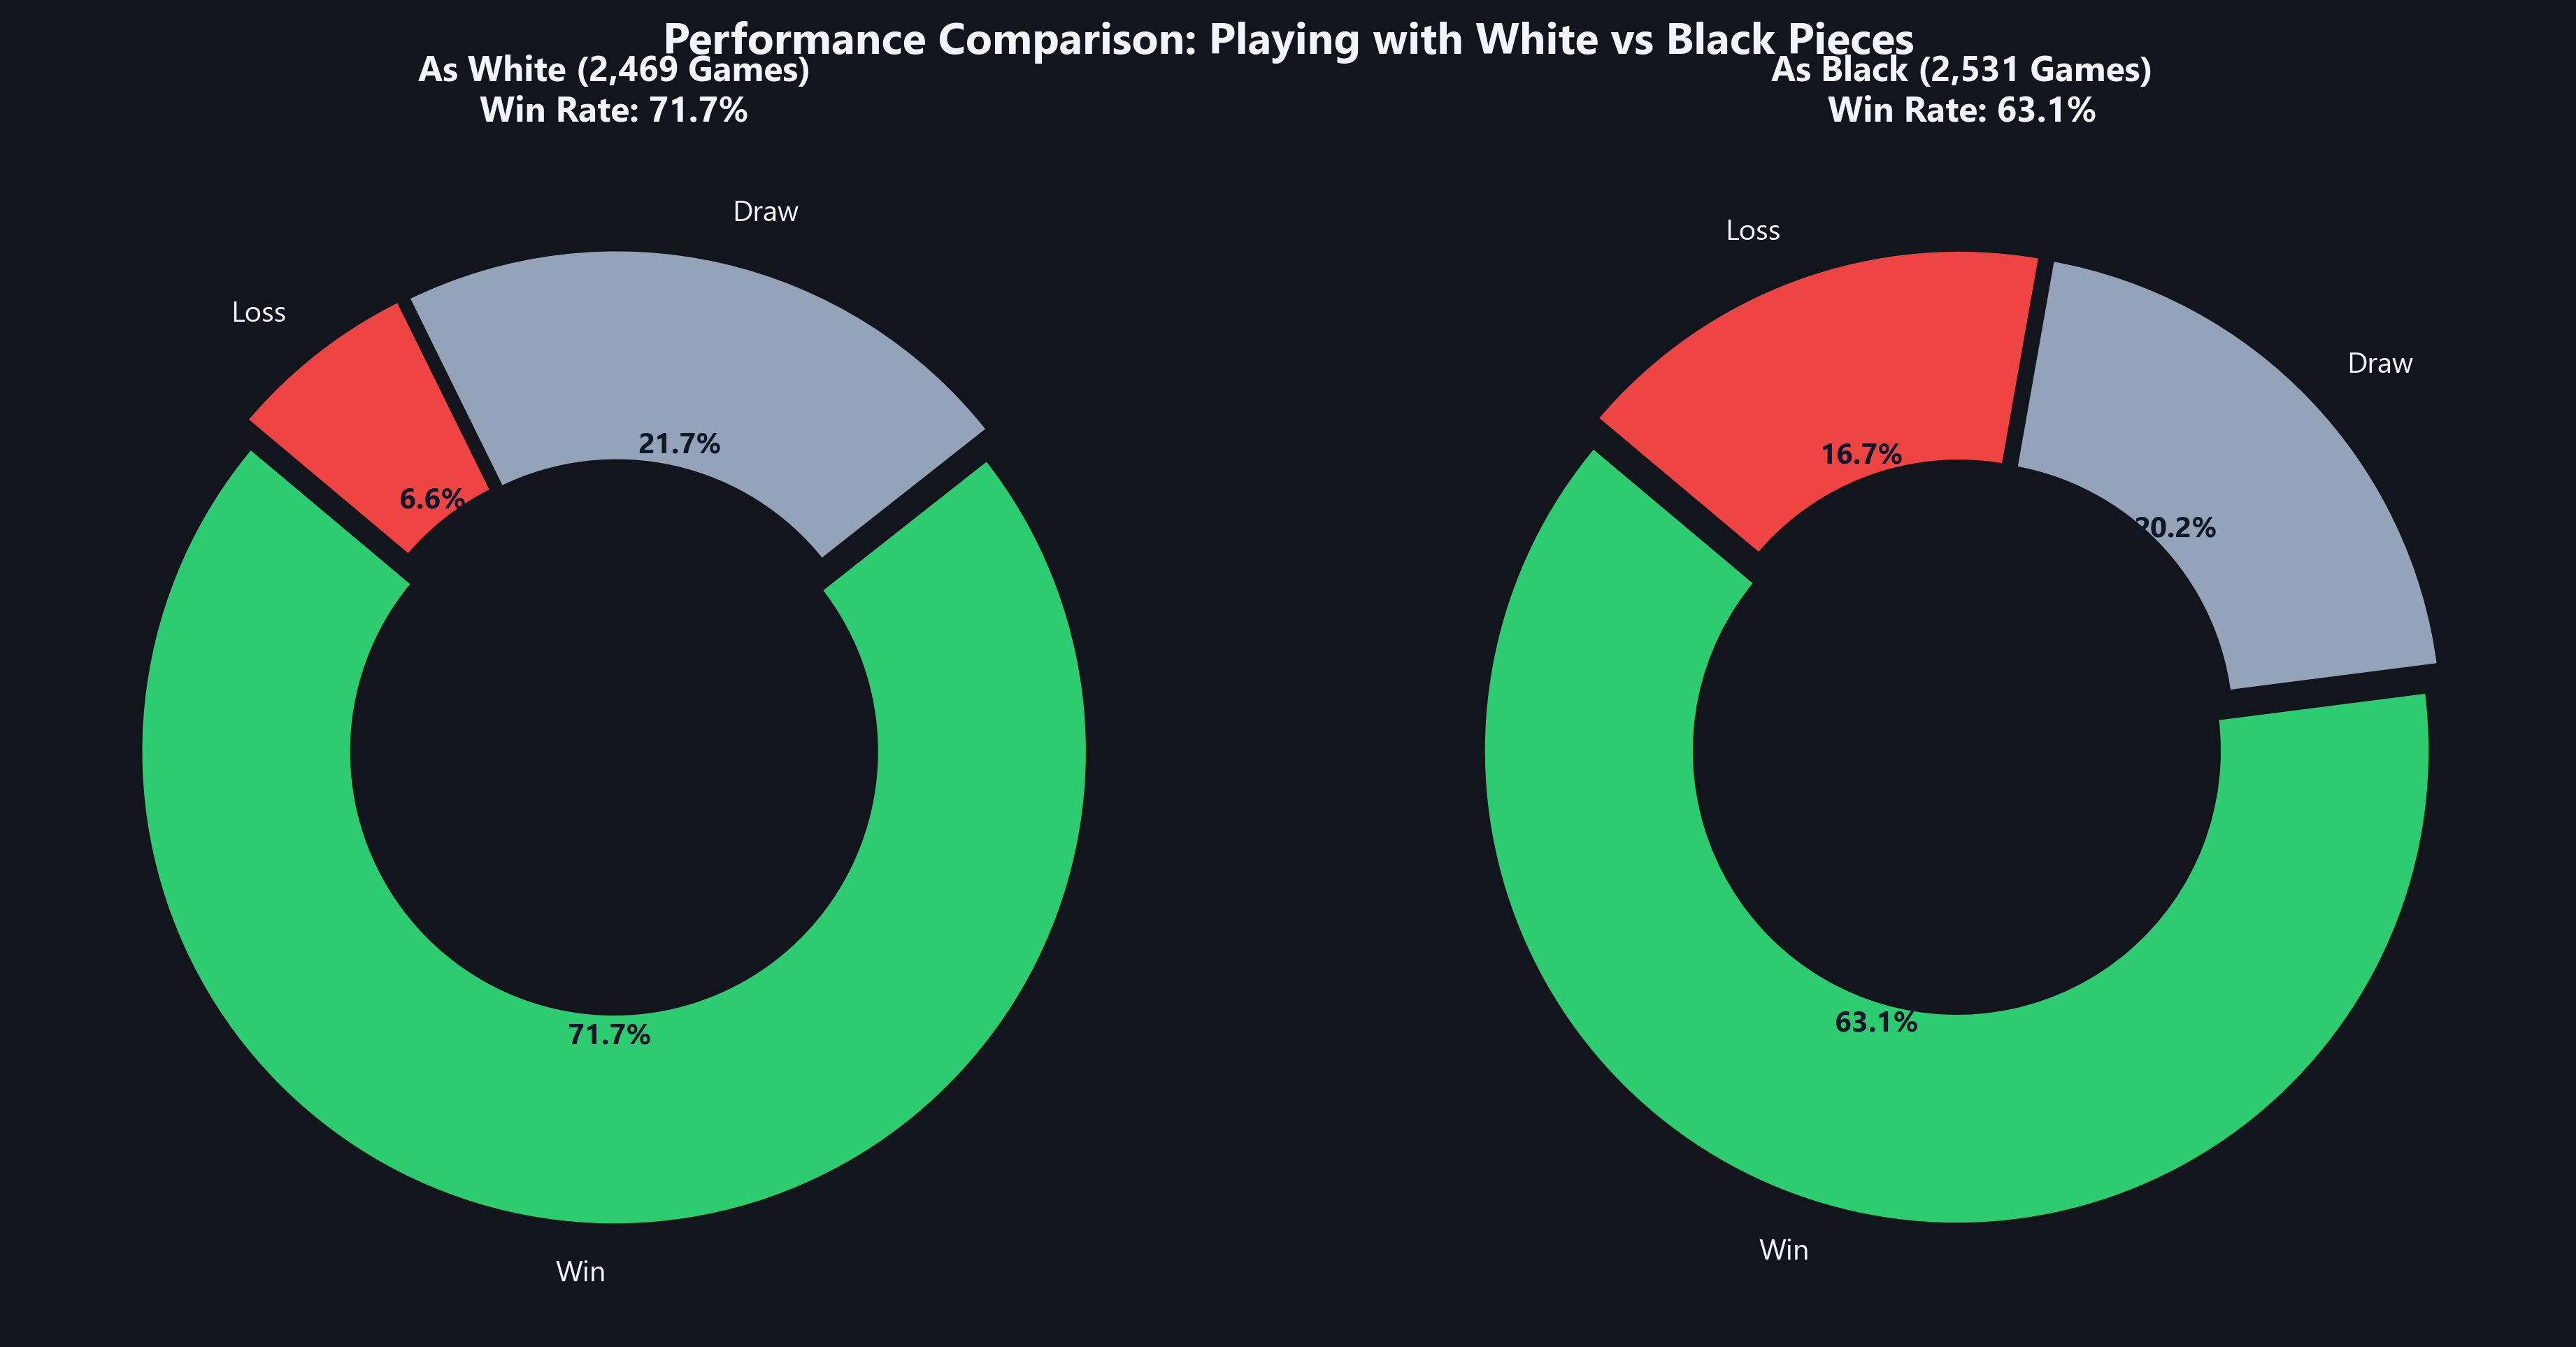 Performance Comparison: Playing with White vs Black Pieces
As White (2,469 Games)
Win Rate: 71.7%
Draw
Loss
21.7%
6.6%
71.7%
Win
As Black (2,531 Games)
Win Rate: 63.1%
Loss
Draw
16.7%
20.2%
63.1%
Win